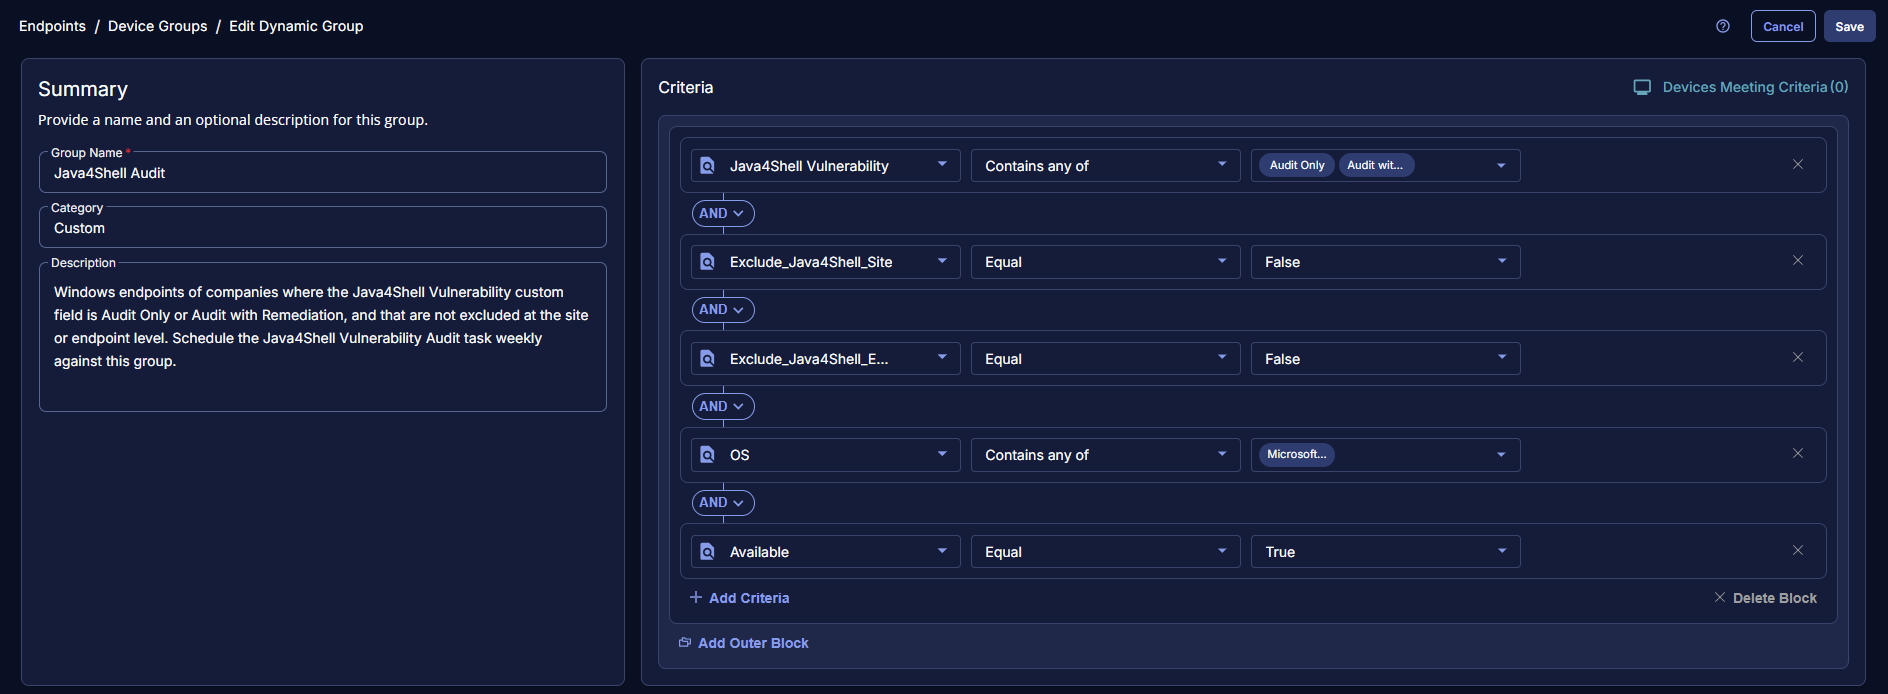 Endpoints / Device Groups / Edit Dynamic Group
Cancel
Save
Summary
Provide a name and an optional description for this group.
Group Name *
Java4Shell Audit
Category
Custom
Description
Windows endpoints of companies where the Java4Shell Vulnerability custom
field is Audit Only or Audit with Remediation, and that are not excluded at the site
or endpoint level. Schedule the Java4Shell Vulnerability Audit task weekly
against this group.
Criteria
Devices Meeting Criteria (0)
Java4Shell Vulnerability Contains any of Audit Only Audit wit...
AND
Exclude_Java4Shell_Site Equal False
AND
Exclude_Java4Shell_E... Equal False
AND
OS Contains any of Microsoft...
AND
Available Equal True
Add Criteria
Delete Block
Add Outer Block